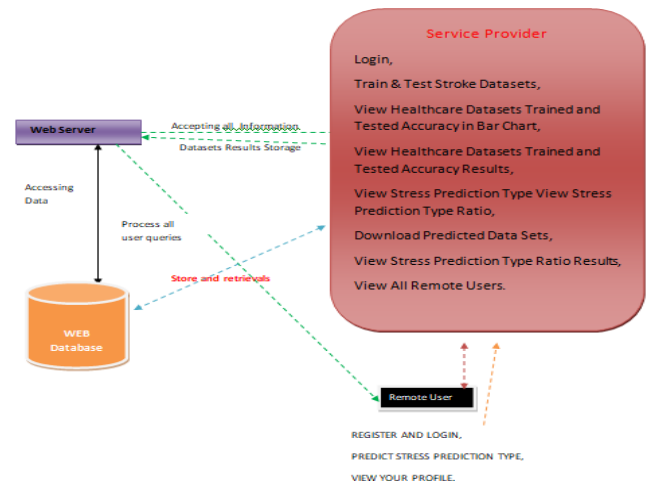 Service Provider
Login,
Train & Test Stroke Datasets,
View Healthcare Datasets Trained and
Tested Accuracy in Bar Chart,
View Healthcare Datasets Trained and
Tested Accuracy Results,
View Stress Prediction Type View Stress
Prediction Type Ratio,
Download Predicted Data Sets,
View Stress Prediction Type Ratio Results,
View All Remote Users.
Web Server
Accepting all Information
Datasets Results Storage
Accessing
Data
Process all
user queries
Store and retrievals
WEB
Database
Remote User
REGISTER AND LOGIN,
PREDICT STRESS PREDICTION TYPE,
VIEW YOUR PROFILE.